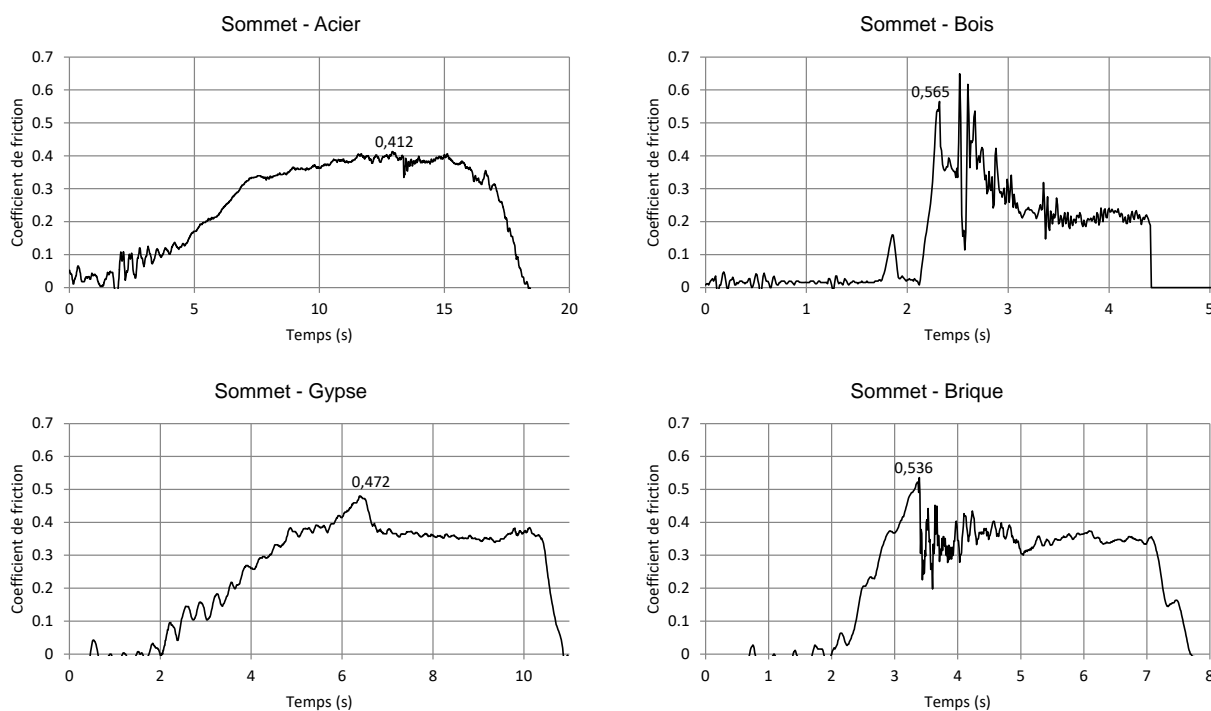 Sommet - Acier
0.7
0.6
0.5
0.4
0.3
0.2
0.1
0
0,412
0 5 10 15 20
Coefficient de friction
Temps (s)
Sommet - Bois
0.7
0.6
0.5
0.4
0.3
0.2
0.1
0
0,565
0 1 2 3 4 5
Coefficient de friction
Temps (s)
Sommet - Gypse
0.7
0.6
0.5
0.4
0.3
0.2
0.1
0
0,472
0 2 4 6 8 10
Coefficient de friction
Temps (s)
Sommet - Brique
0.7
0.6
0.5
0.4
0.3
0.2
0.1
0
0,536
0 1 2 3 4 5 6 7 8
Coefficient de friction
Temps (s)